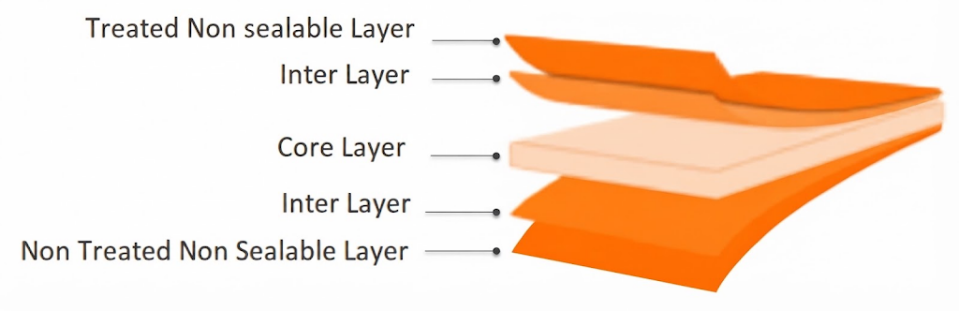 Treated Non sealable Layer
Inter Layer
Core Layer
Inter Layer
Non Treated Non Sealable Layer